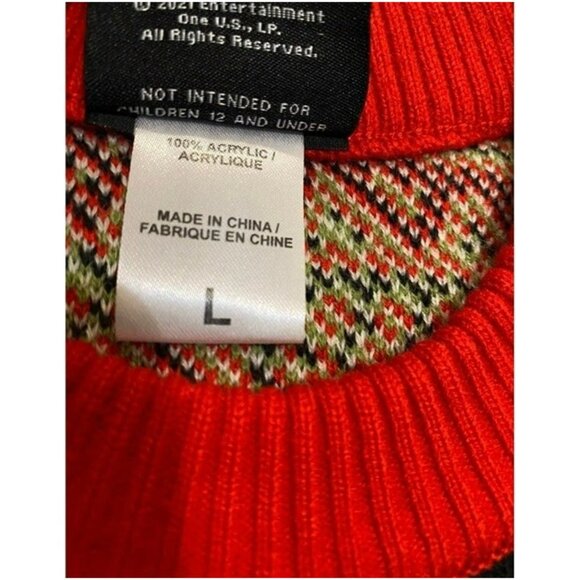 © 2021 Entertainment
One U.S., LP.
All Rights Reserved.
NOT INTENDED FOR
CHILDREN 12 AND UNDER
100% ACRYLIC /
ACRYLIQUE
MADE IN CHINA /
FABRIQUE EN CHINE
L